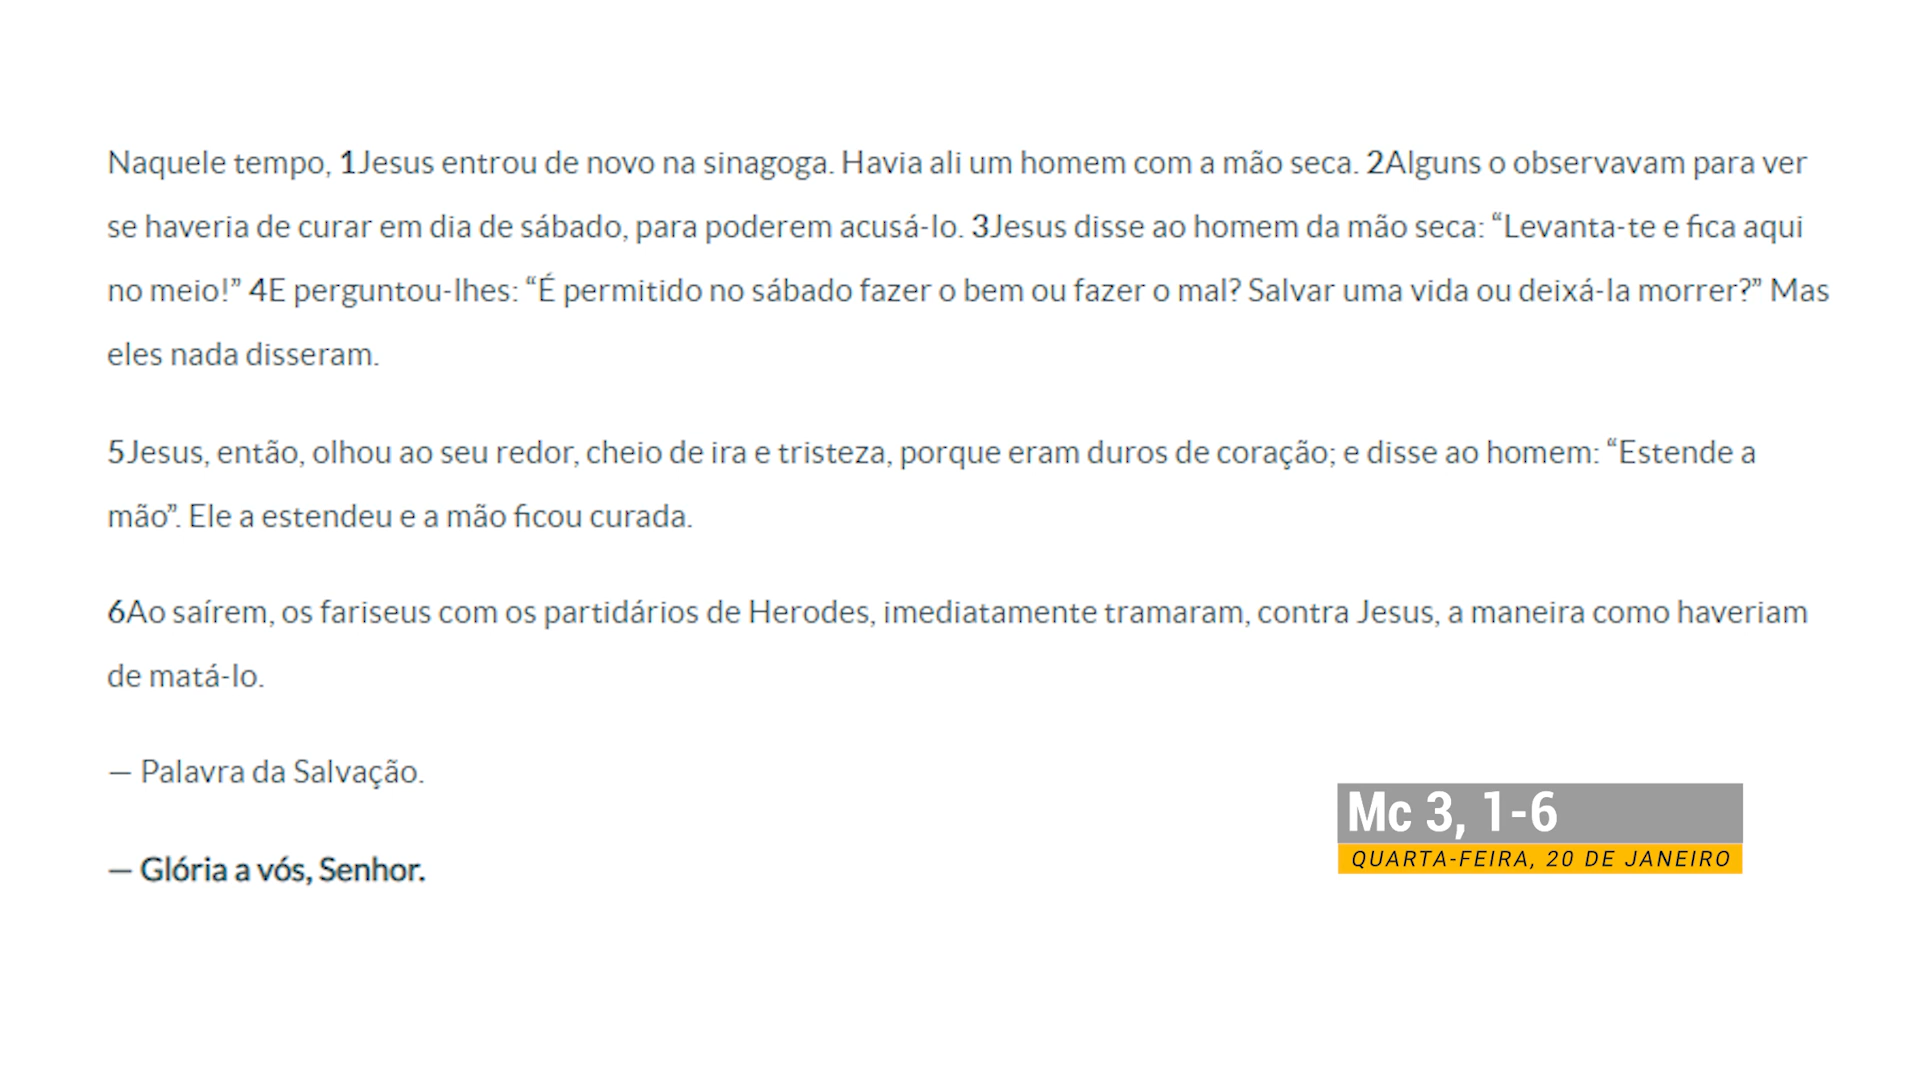 Naquele tempo, 1Jesus entrou de novo na sinagoga. Havia ali um homem com a mão seca. 2Alguns o observavam para ver
se haveria de curar em dia de sábado, para poderem acusá-lo. 3Jesus disse ao homem da mão seca: “Levanta-te e fica aqui
no meio!” 4E perguntou-lhes: “É permitido no sábado fazer o bem ou fazer o mal? Salvar uma vida ou deixá-la morrer?” Mas
eles nada disseram.
5Jesus, então, olhou ao seu redor, cheio de ira e tristeza, porque eram duros de coração; e disse ao homem: “Estende a
mão”. Ele a estendeu e a mão ficou curada.
6Ao saírem, os fariseus com os partidários de Herodes, imediatamente tramaram, contra Jesus, a maneira como haveriam
de matá-lo.
— Palavra da Salvação.
— Glória a vós, Senhor.
Mc 3, 1-6
QUARTA-FEIRA, 20 DE JANEIRO